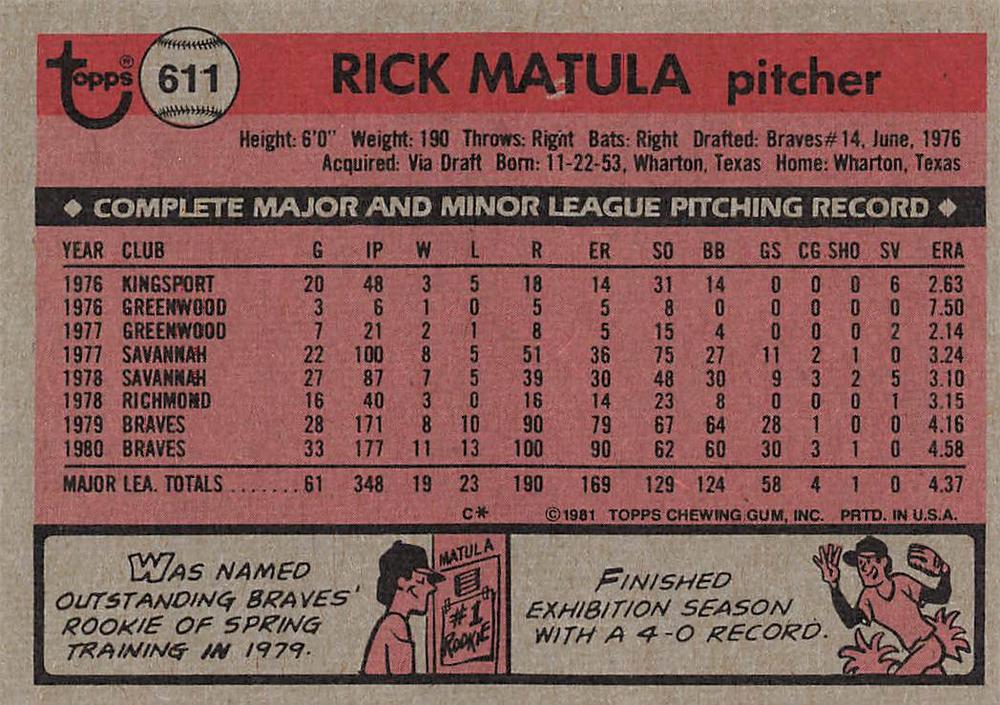 topps® 611 RICK MATULA pitcher
Height: 6'0" Weight: 190 Throws: Right Bats: Right Drafted: Braves#14, June, 1976
Acquired: Via Draft Born: 11-22-53, Wharton, Texas Home: Wharton, Texas
◆ COMPLETE MAJOR AND MINOR LEAGUE PITCHING RECORD ◆
YEAR CLUB G IP W L R ER SO BB GS CG SHO SV ERA
1976 KINGSPORT 20 48 3 5 18 14 31 14 0 0 0 6 2.63
1976 GREENWOOD 3 6 1 0 5 5 8 0 0 0 0 0 7.50
1977 GREENWOOD 7 21 2 1 8 5 15 4 0 0 0 2 2.14
1977 SAVANNAH 22 100 8 5 51 36 75 27 11 2 1 0 3.24
1978 SAVANNAH 27 87 7 5 39 30 48 30 9 3 2 5 3.10
1978 RICHMOND 16 40 3 0 16 14 23 8 0 0 0 1 3.15
1979 BRAVES 28 171 8 10 90 79 67 64 28 1 0 0 4.16
1980 BRAVES 33 177 11 13 100 90 62 60 30 3 1 0 4.58
MAJOR LEA. TOTALS ....... 61 348 19 23 190 169 129 124 58 4 1 0 4.37
C* ©1981 TOPPS CHEWING GUM, INC. PRTD. IN U.S.A.
WAS NAMED
OUTSTANDING BRAVES'
ROOKIE OF SPRING
TRAINING IN 1979.
MATULA
#1
ROOKIE
FINISHED
EXHIBITION SEASON
WITH A 4-0 RECORD.